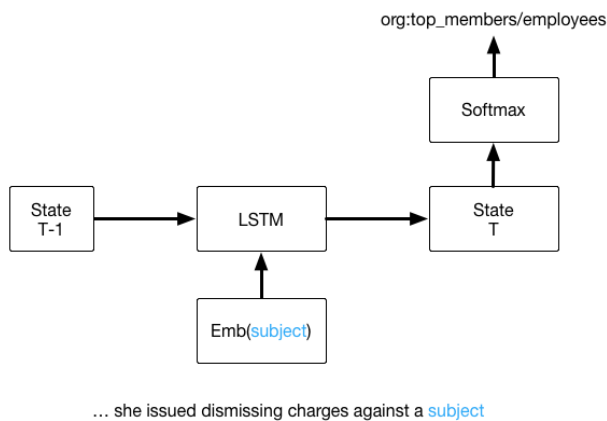 org:top_members/employees
Softmax
State
T-1
LSTM
State
T
Emb(subject)
... she issued dismissing charges against a subject